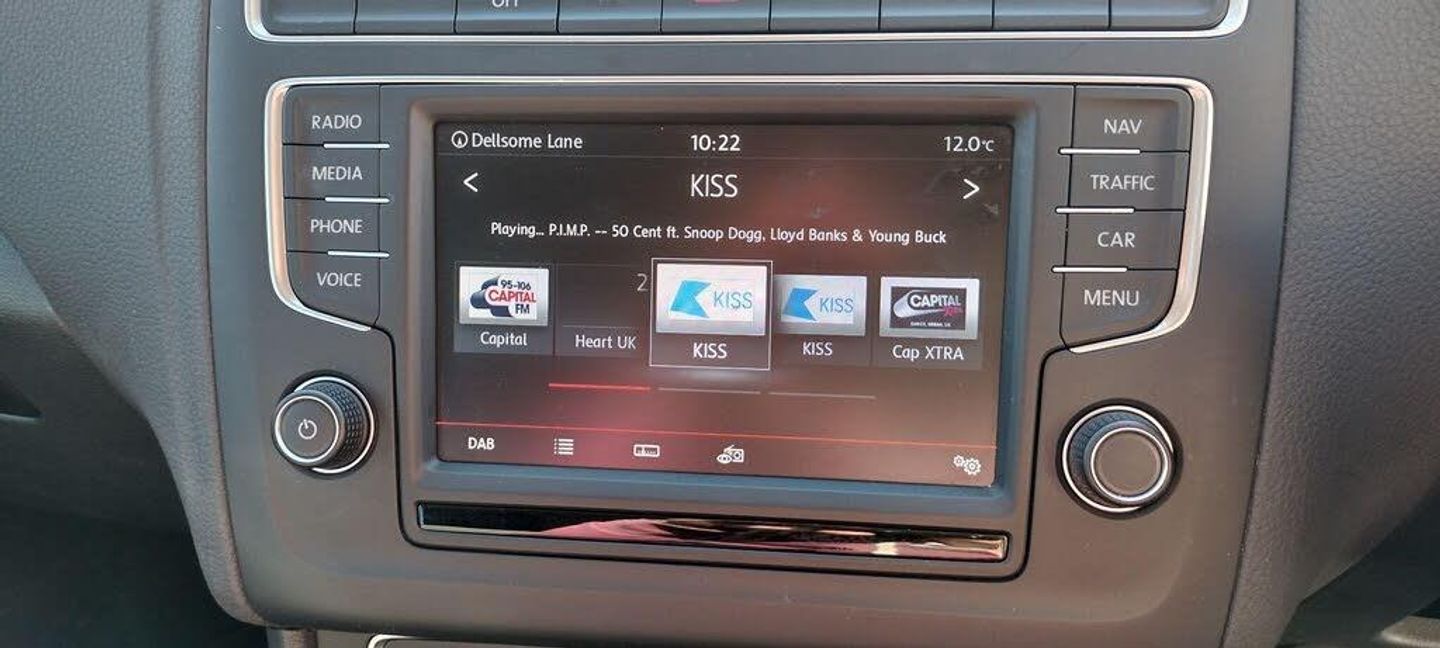 OFF
RADIO
MEDIA
PHONE
VOICE
Dellsome Lane 10:22 12.0°C
< KISS >
Playing... P.I.M.P. -- 50 Cent ft. Snoop Dogg, Lloyd Banks & Young Buck
95-106
CAPITAL
FM
Capital
2
Heart UK
KISS
KISS
KISS
KISS
CAPITAL
Cap XTRA
DAB
NAV
TRAFFIC
CAR
MENU